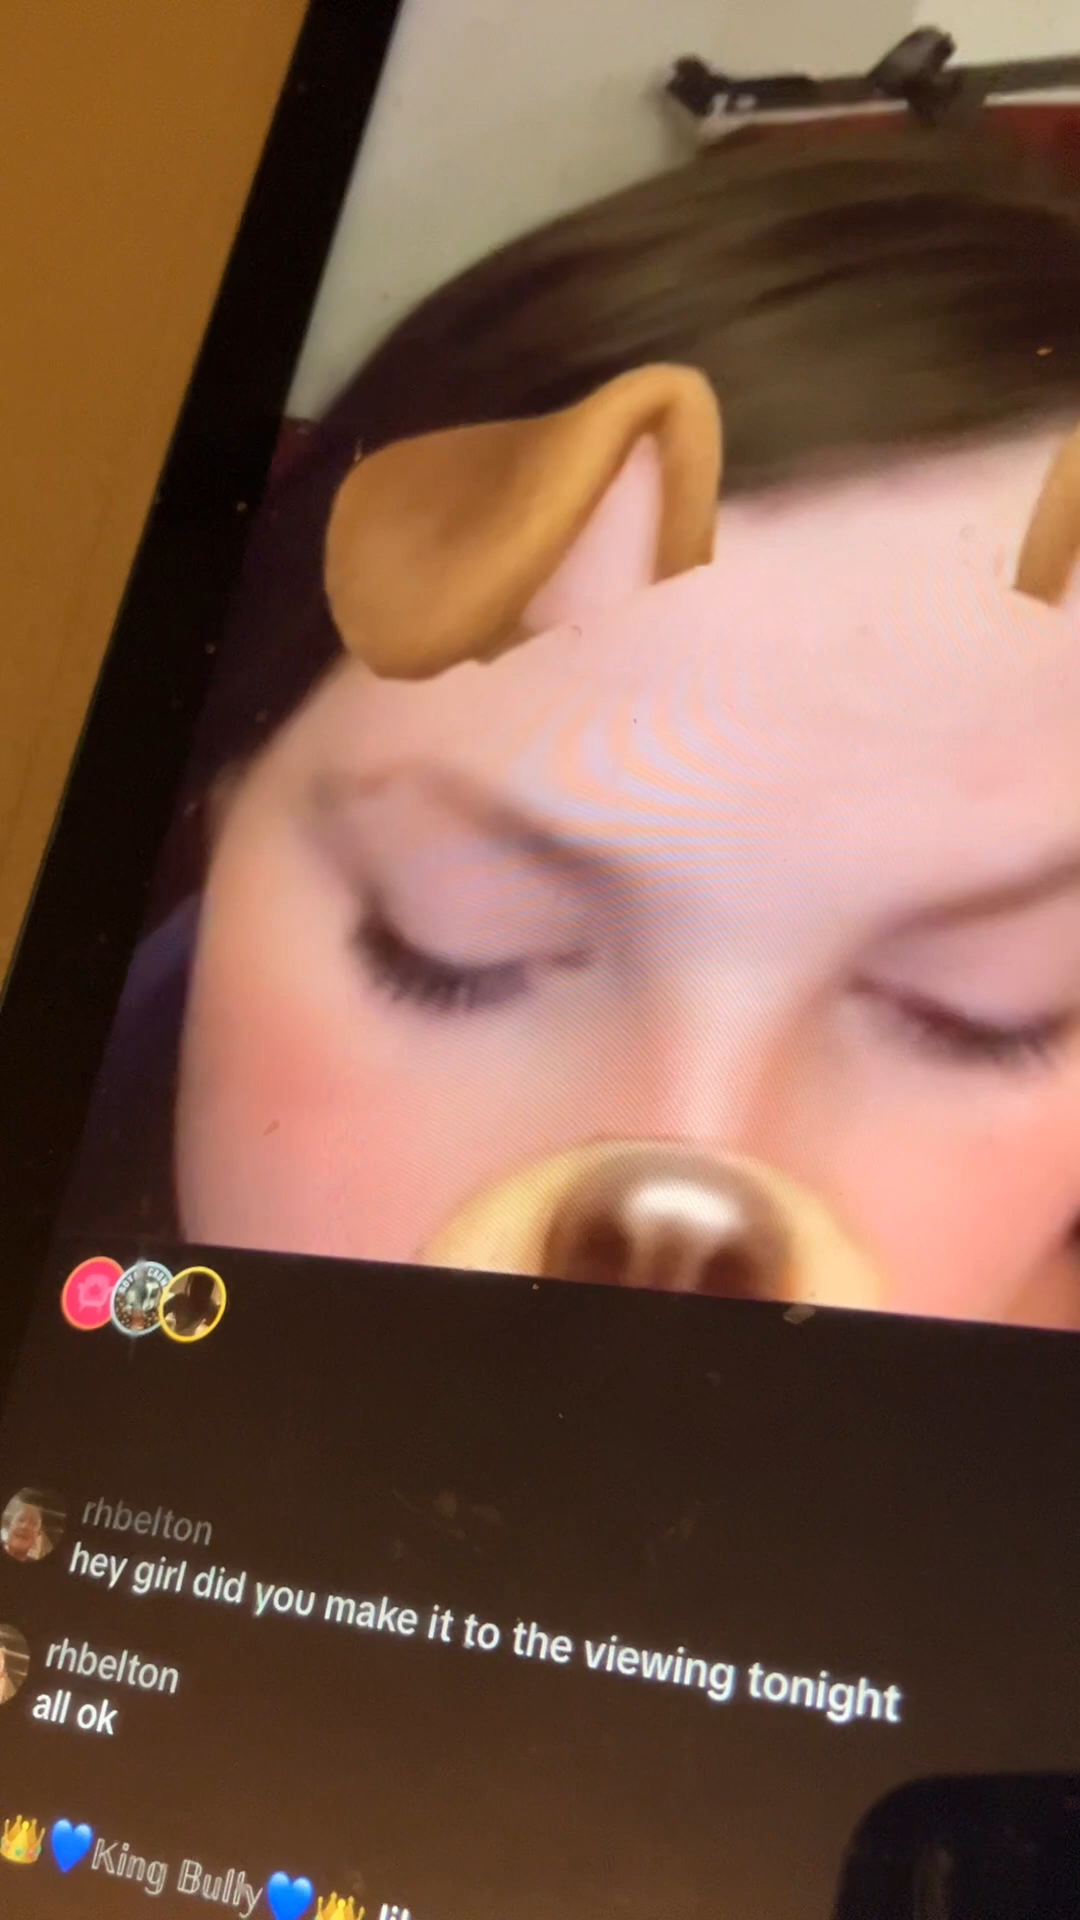 rhbelton
hey girl did you make it to the viewing tonight
rhbelton
all ok
👑💙King Bully💙👑